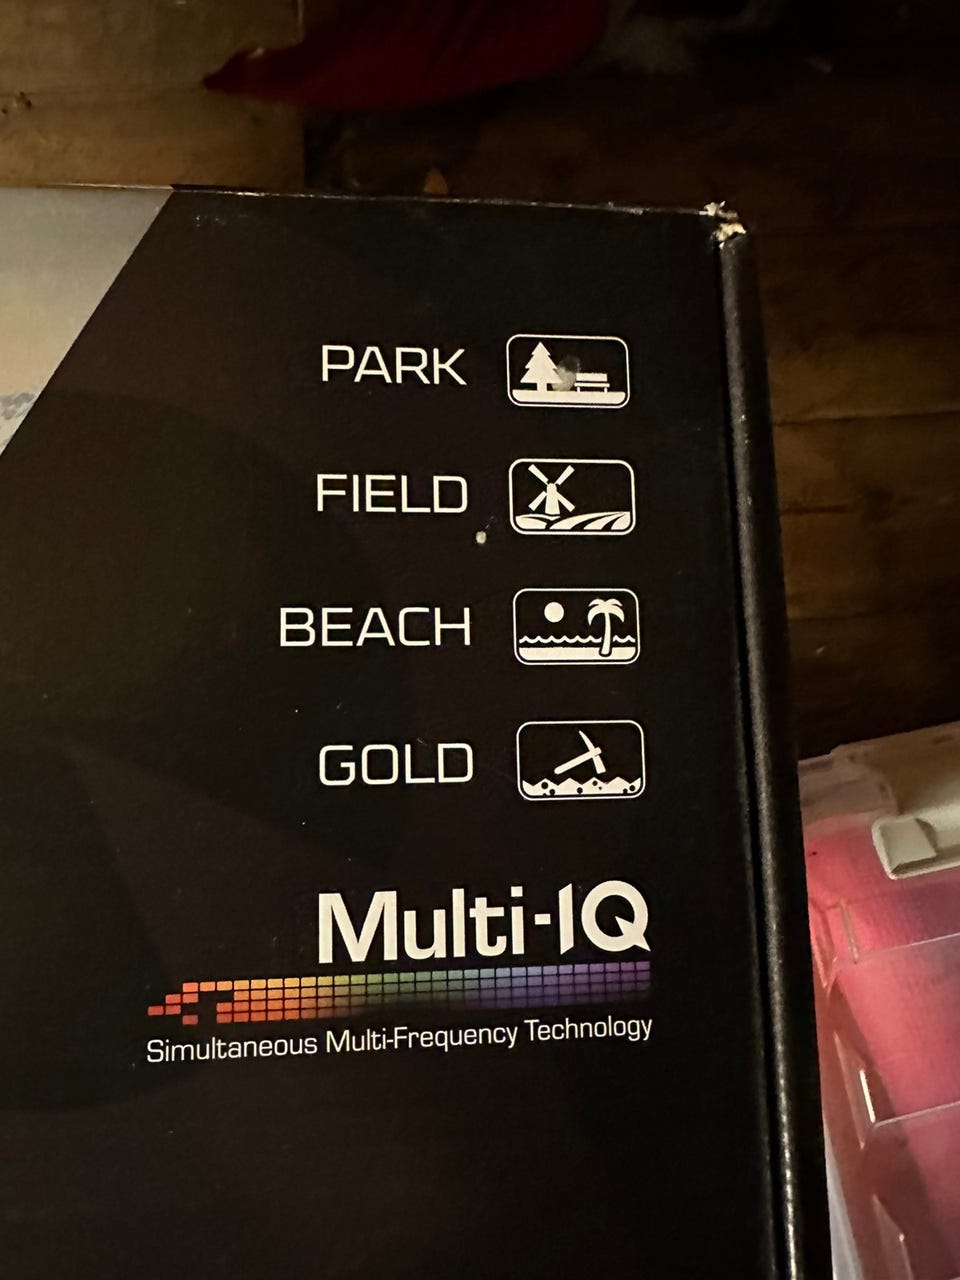 PARK
FIELD
BEACH
GOLD
Multi-IQ
Simultaneous Multi-Frequency Technology